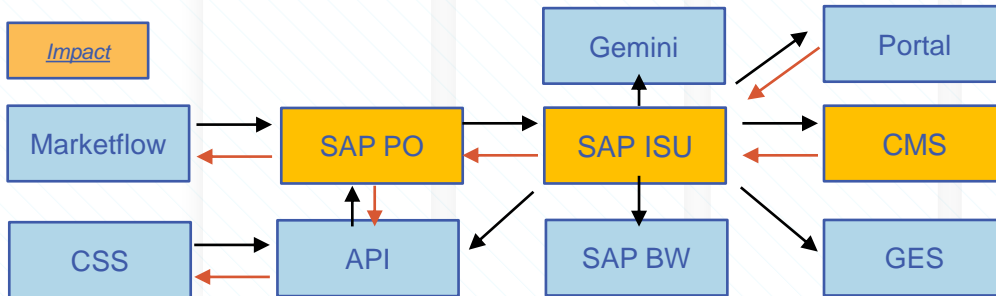 Impact
Gemini
Portal
Marketflow
SAP PO
SAP ISU
CMS
CSS
API
SAP BW
GES